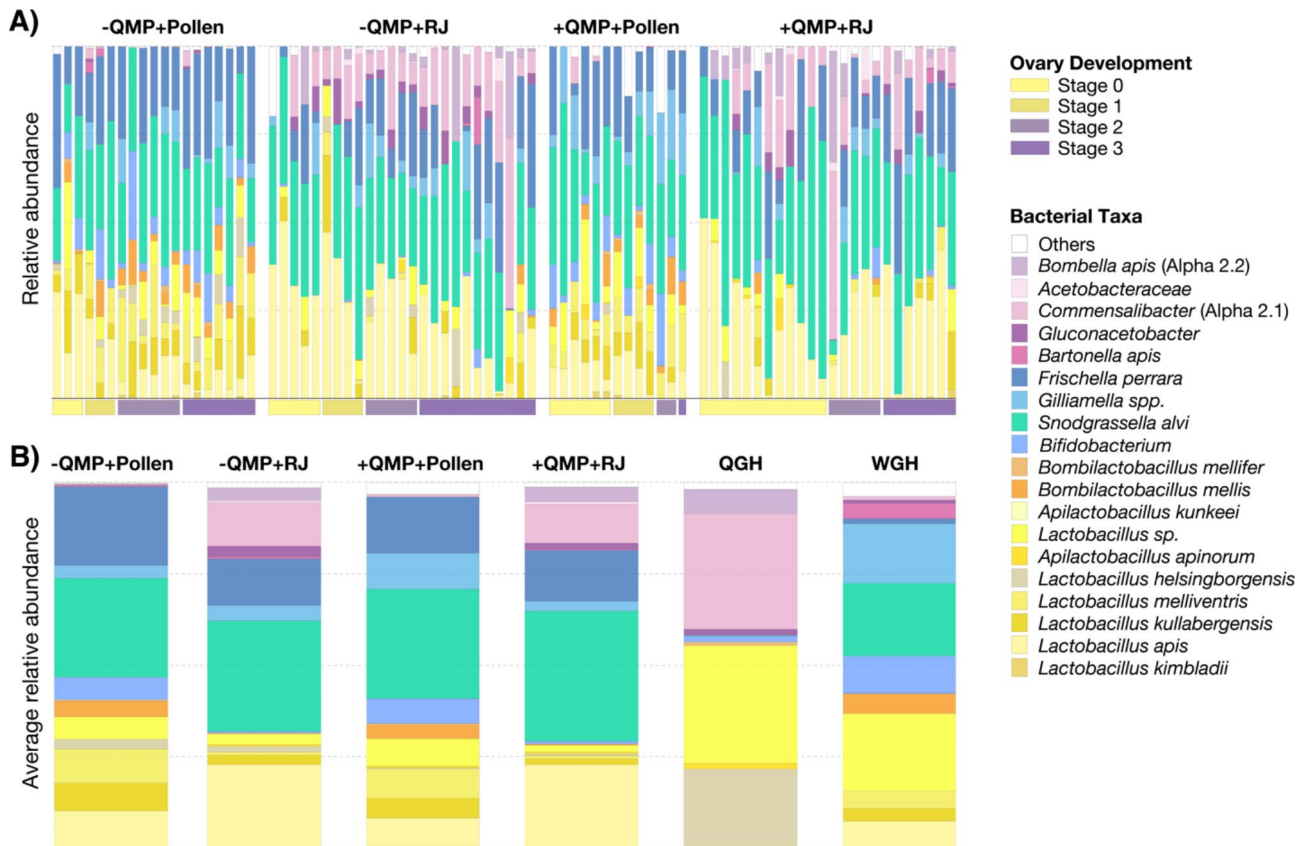 A)
-QMP+Pollen
-QMP+RJ
+QMP+Pollen
+QMP+RJ
Relative abundance
Ovary Development
Stage 0
Stage 1
Stage 2
Stage 3
Bacterial Taxa
Others
Bombella apis (Alpha 2.2)
Acetobacteraceae
Commensalibacter (Alpha 2.1)
Gluconacetobacter
Bartonella apis
Frischella perrara
Gilliamella spp.
Snodgrassella alvi
Bifidobacterium
Bombilactobacillus mellifer
Bombilactobacillus mellis
Apilactobacillus kunkeei
Lactobacillus sp.
Apilactobacillus apinorum
Lactobacillus helsingborgensis
Lactobacillus melliventris
Lactobacillus kullabergensis
Lactobacillus apis
Lactobacillus kimbladii
B)
-QMP+Pollen
-QMP+RJ
+QMP+Pollen
+QMP+RJ
QGH
WGH
Average relative abundance